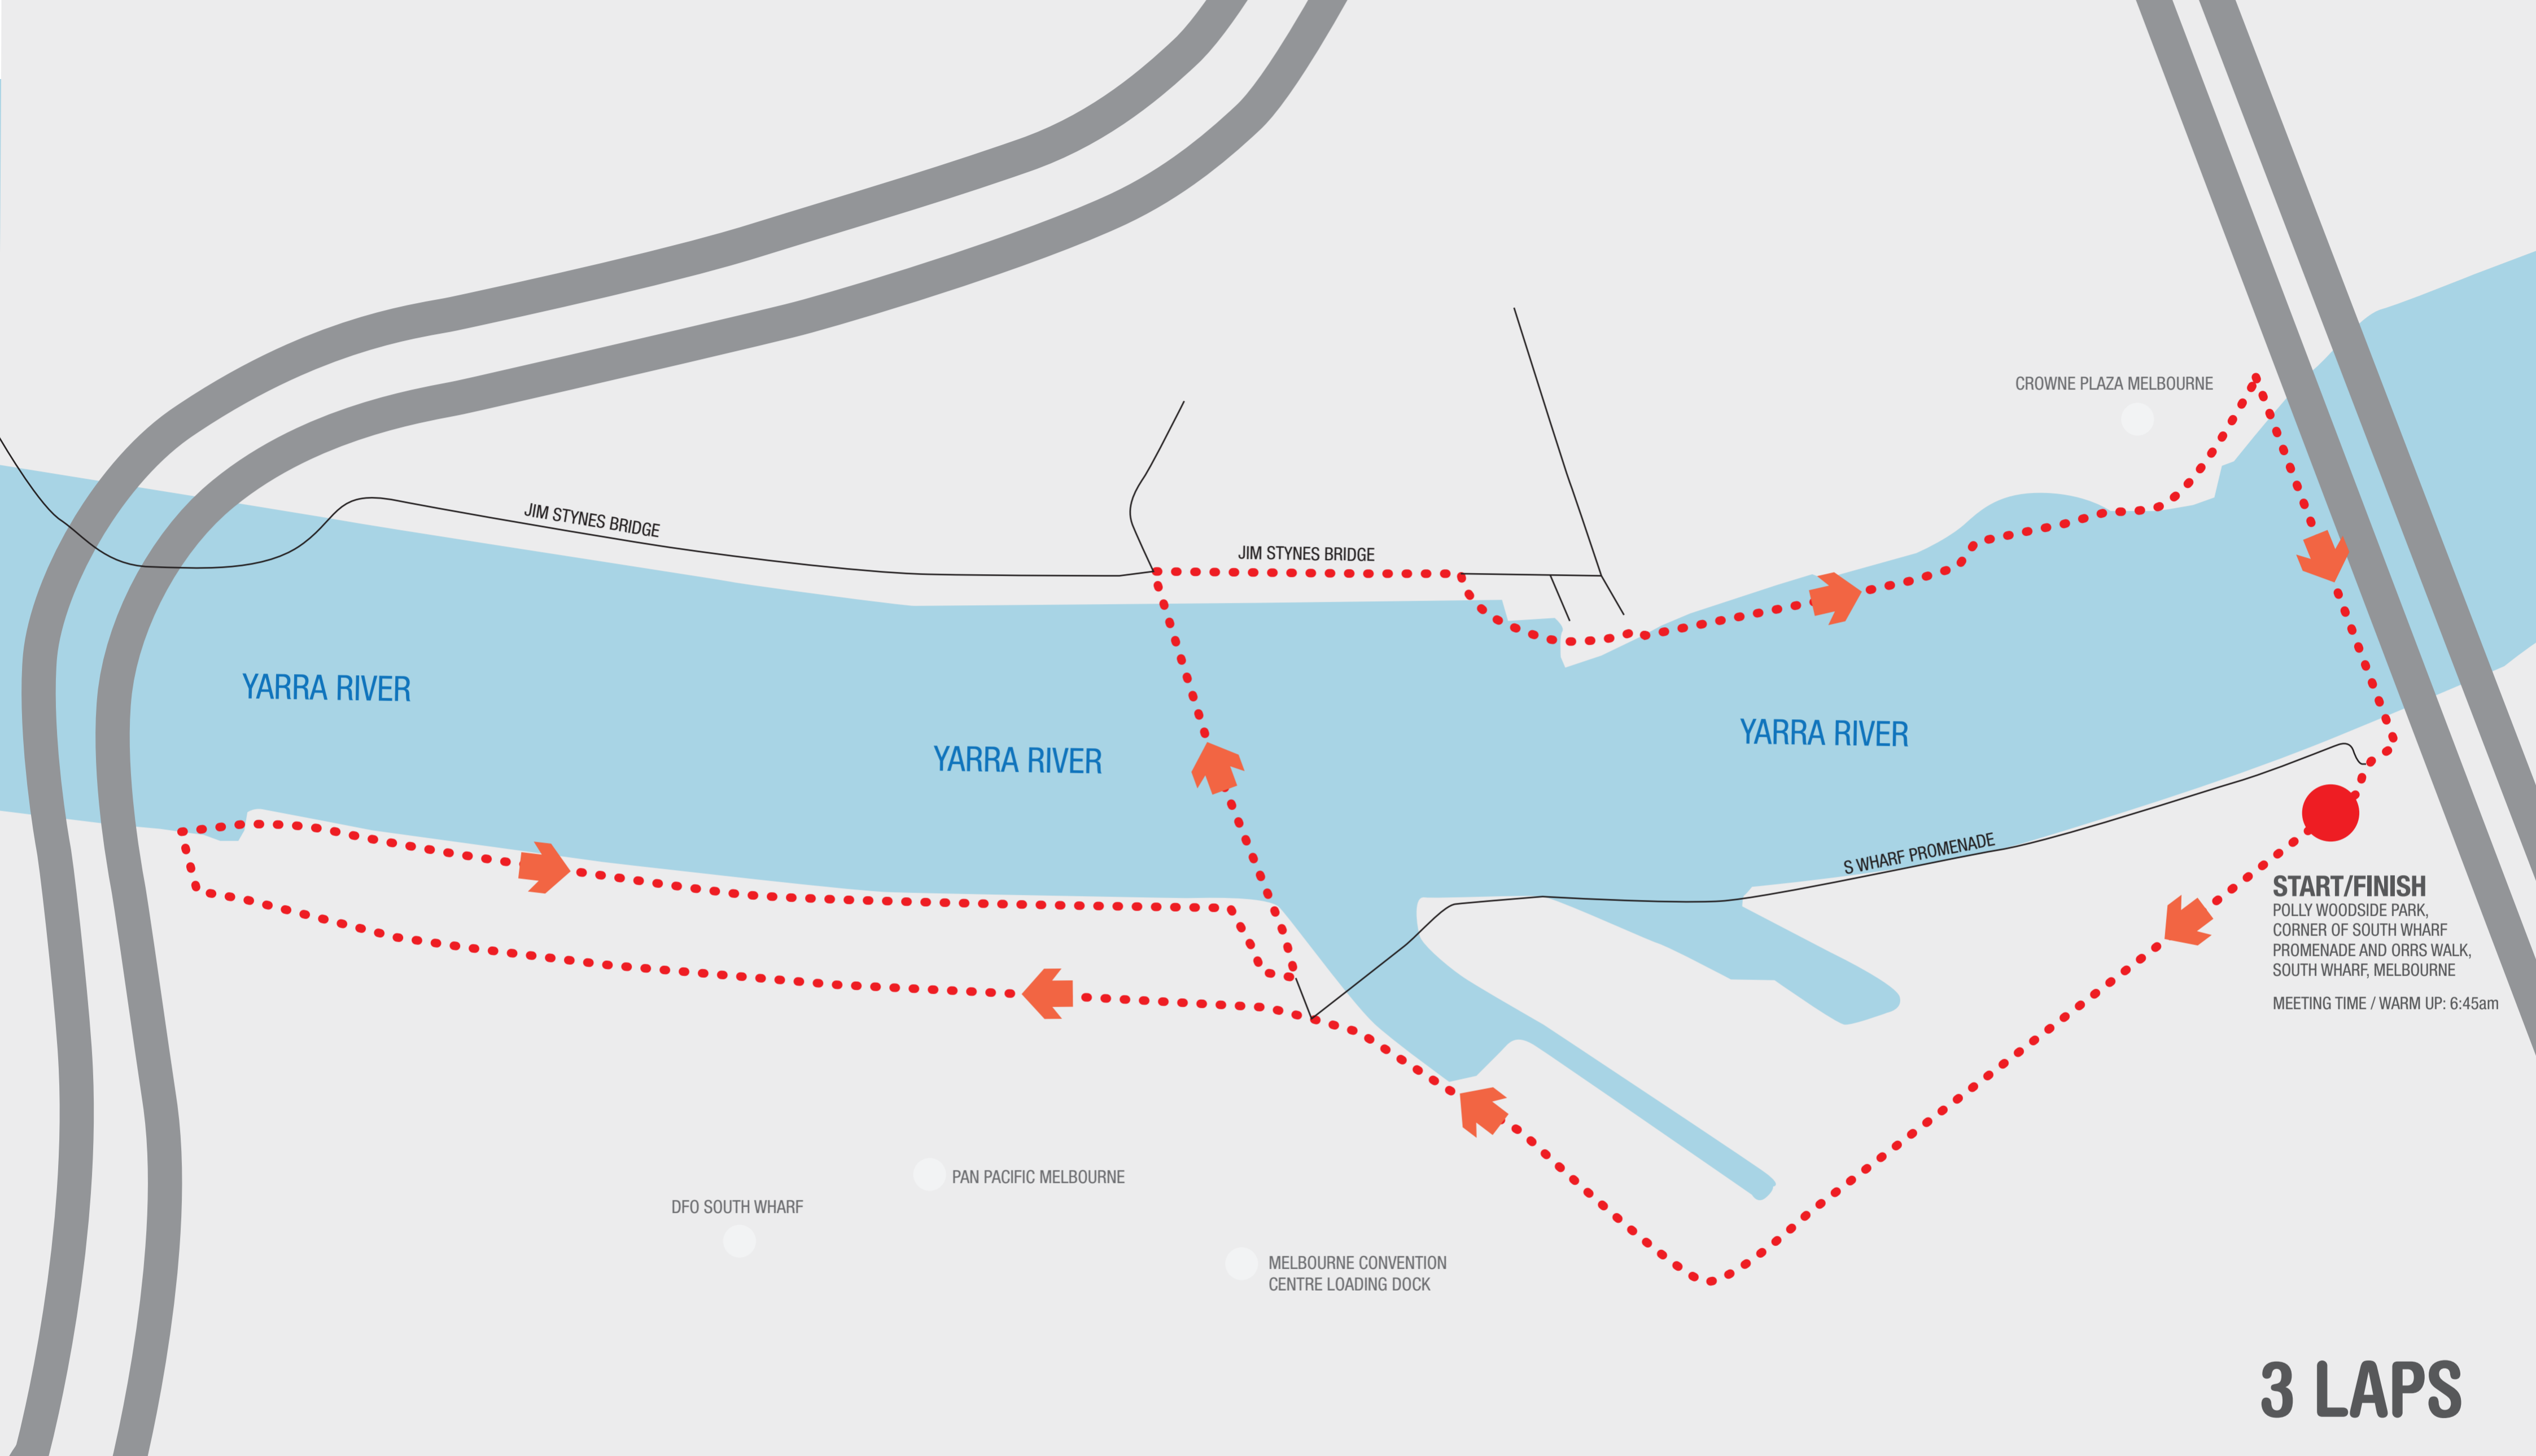 CROWNE PLAZA MELBOURNE
JIM STYNES BRIDGE
JIM STYNES BRIDGE
YARRA RIVER
YARRA RIVER
YARRA RIVER
S WHARF PROMENADE
START/FINISH
POLLY WOODSIDE PARK,
CORNER OF SOUTH WHARF
PROMENADE AND ORRS WALK,
SOUTH WHARF, MELBOURNE
MEETING TIME / WARM UP: 6:45am
PAN PACIFIC MELBOURNE
DFO SOUTH WHARF
MELBOURNE CONVENTION
CENTRE LOADING DOCK
3 LAPS